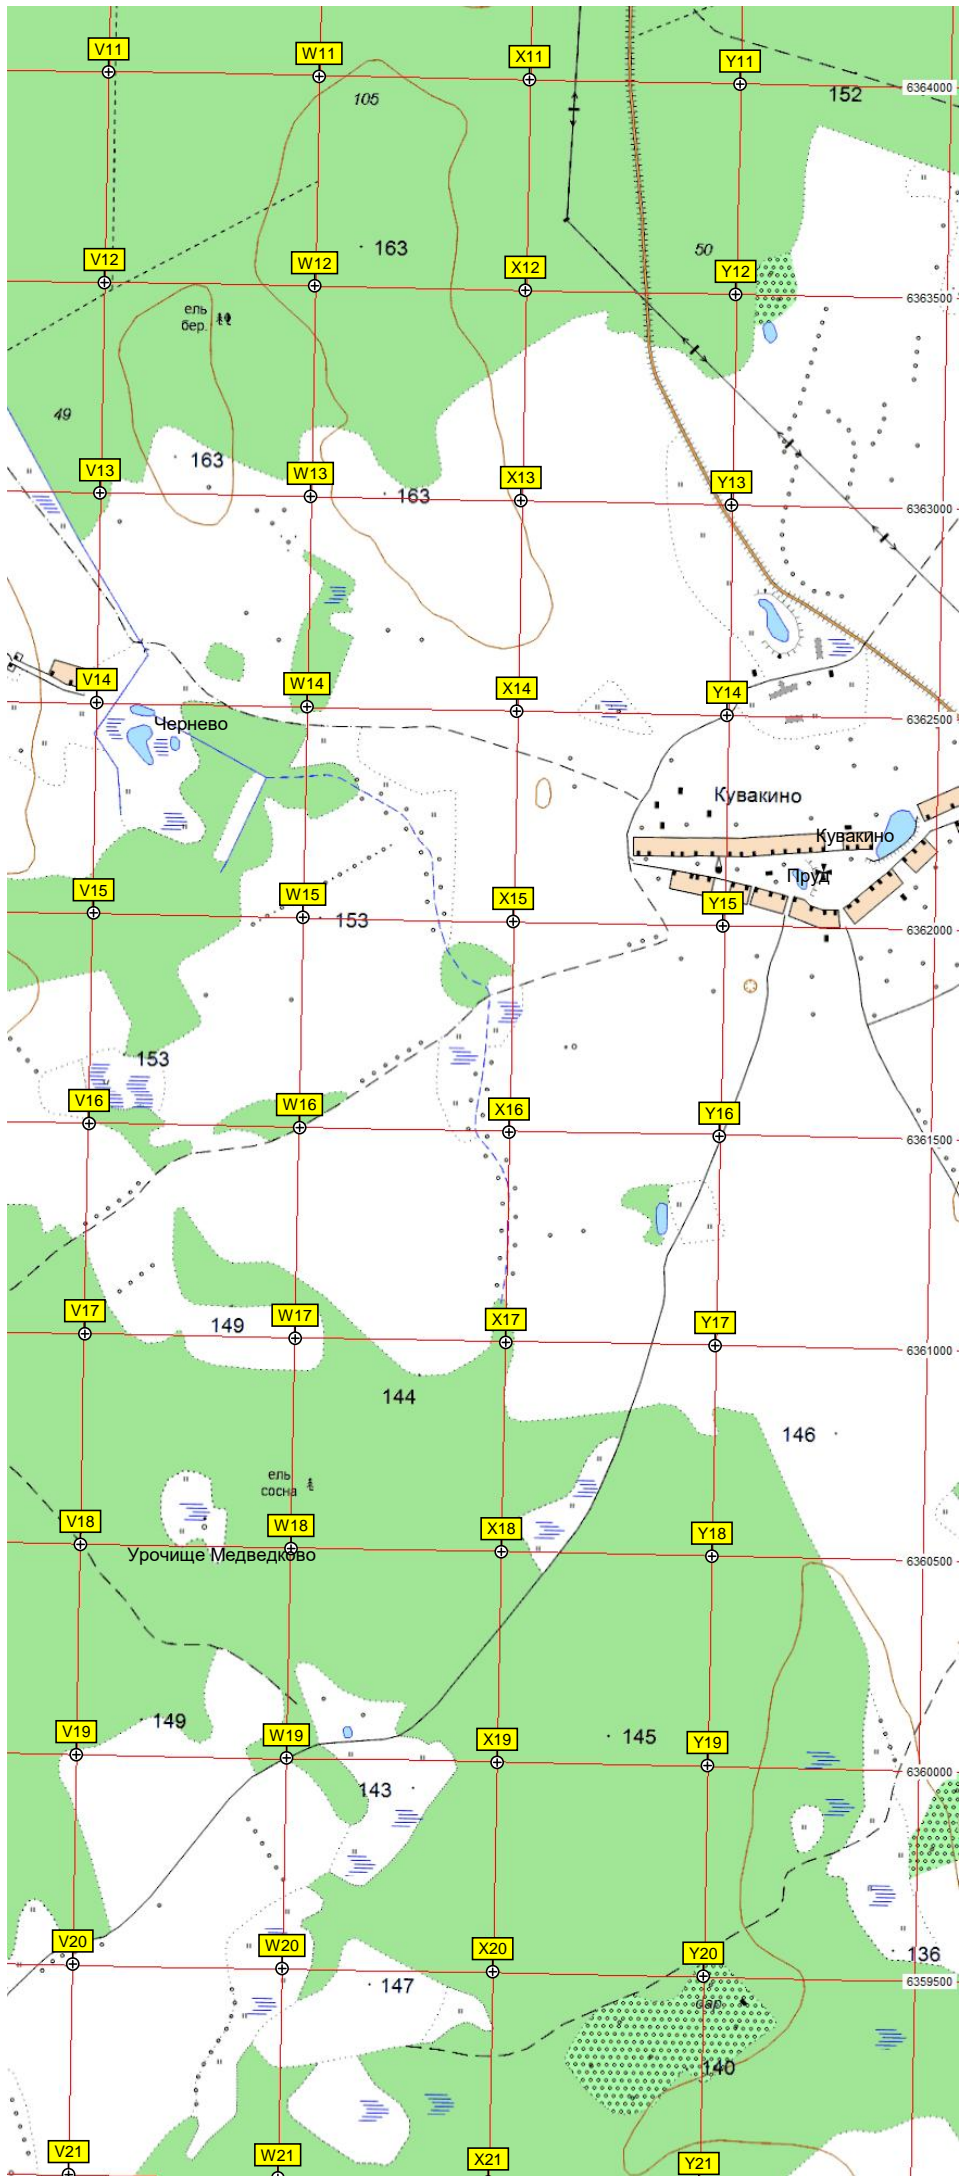 V11
W11
X11
Y11
6364000
105
152
163
50
V12
W12
X12
Y12
6363500
ель
бер.
49
163
V13
W13
163
X13
Y13
6363000
V14
W14
X14
Y14
6362500
Чернево
Кувакино
Кувакино
Пруд
V15
W15
153
X15
Y15
6362000
153
V16
W16
X16
Y16
6361500
V17
149
W17
X17
Y17
6361000
144
146
ель
сосна
V18
W18
X18
Y18
6360500
Урочище Медведково
V19
149
W19
X19
145
Y19
6360000
143
V20
W20
X20
Y20
136
6359500
147
сар.
140
V21
W21
X21
Y21